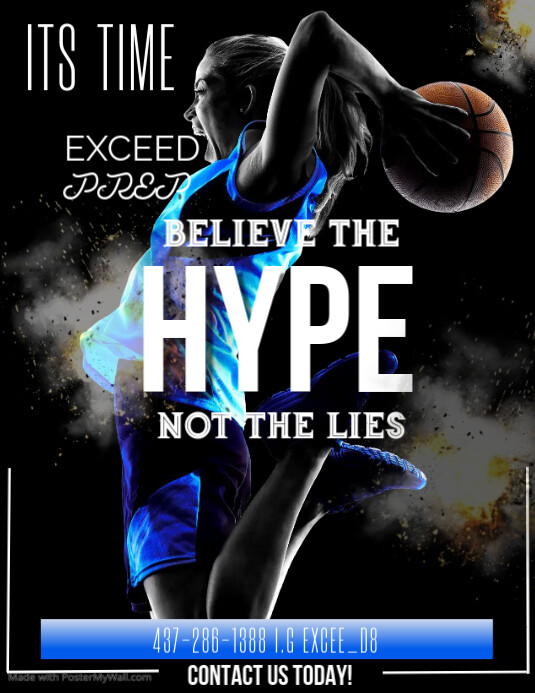 ITS TIME
EXCEED
PREP
BELIEVE THE
HYPE
NOT THE LIES
437-286-1388 I.G EXCEE_D8
CONTACT US TODAY!
Made with PosterMyWall.com